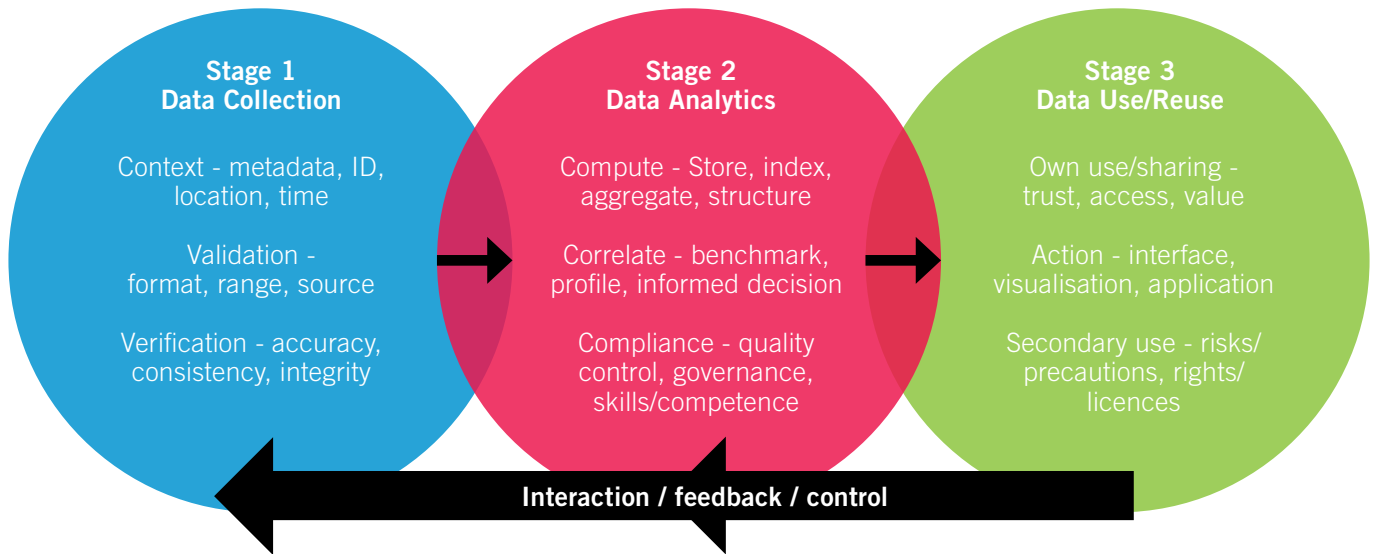 Stage 1
Data Collection
Context - metadata, ID,
location, time
Validation -
format, range, source
Verification - accuracy,
consistency, integrity
Stage 2
Data Analytics
Compute - Store, index,
aggregate, structure
Correlate - benchmark,
profile, informed decision
Compliance - quality
control, governance,
skills/competence
Stage 3
Data Use/Reuse
Own use/sharing -
trust, access, value
Action - interface,
visualisation, application
Secondary use - risks/
precautions, rights/
licences
Interaction / feedback / control